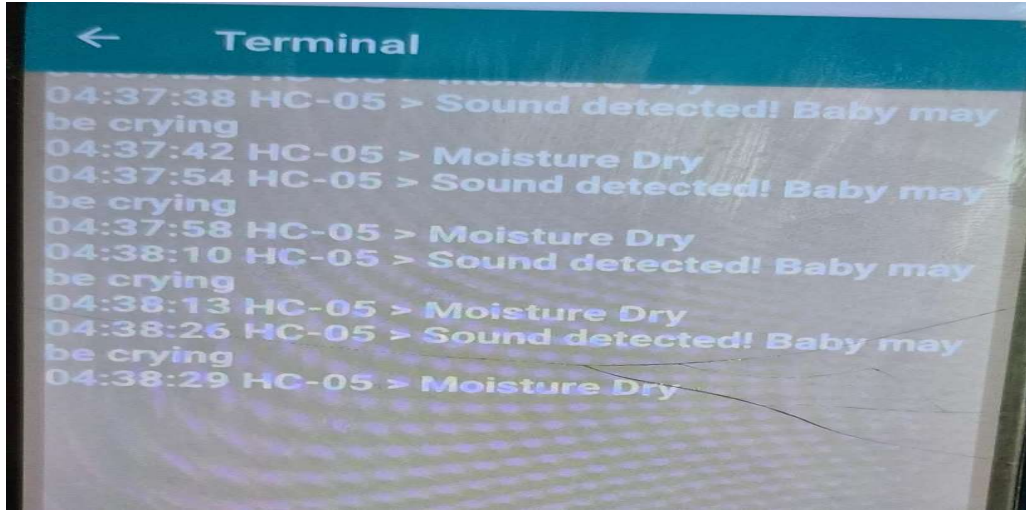 Terminal
04:37:38 HC-05 > Sound detected! Baby may
be crying
04:37:42 HC-05 > Moisture Dry
04:37:54 HC-05 > Sound detected! Baby may
be crying
04:37:58 HC-05 > Moisture Dry
04:38:10 HC-05 > Sound detected! Baby may
be crying
04:38:13 HC-05 > Moisture Dry
04:38:26 HC-05 > Sound detected! Baby may
be crying
04:38:29 HC-05 > Moisture Dry